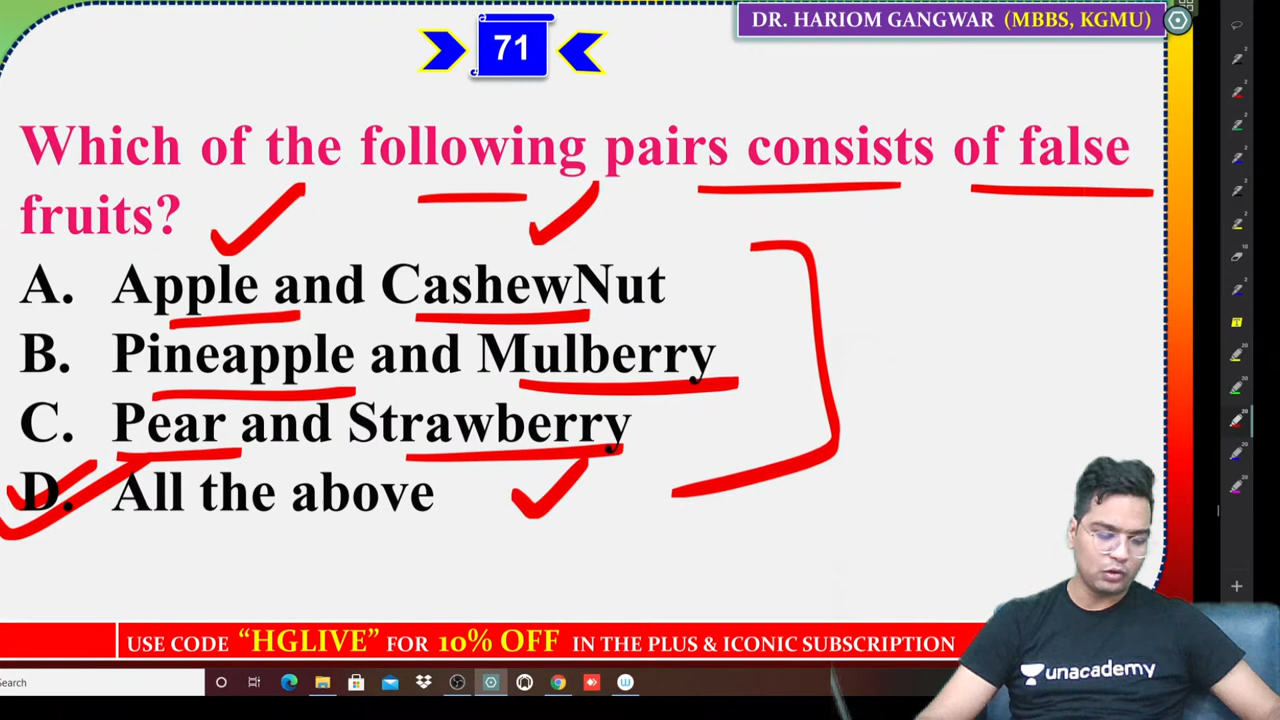 DR. HARIOM GANGWAR (MBBS, KGMU)
71
Which of the following pairs consists of false
fruits?
A. Apple and CashewNut
B. Pineapple and Mulberry
C. Pear and Strawberry
D. All the above
unacademy
USE CODE “HGLIVE” FOR 10% OFF IN THE PLUS & ICONIC SUBSCRIPTION
Search